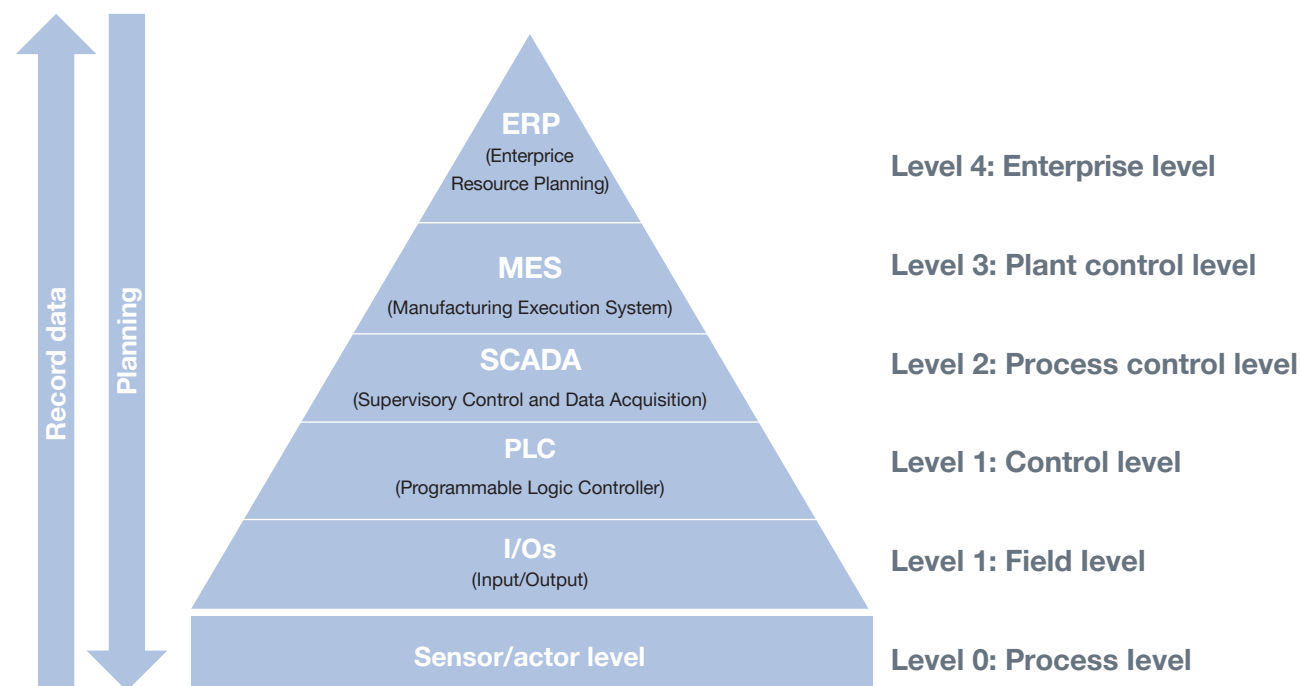 Record data
Planning
ERP
(Enterprice
Resource Planning)
Level 4: Enterprise level
MES
(Manufacturing Execution System)
Level 3: Plant control level
SCADA
(Supervisory Control and Data Acquisition)
Level 2: Process control level
PLC
(Programmable Logic Controller)
Level 1: Control level
I/Os
(Input/Output)
Level 1: Field level
Sensor/actor level
Level 0: Process level